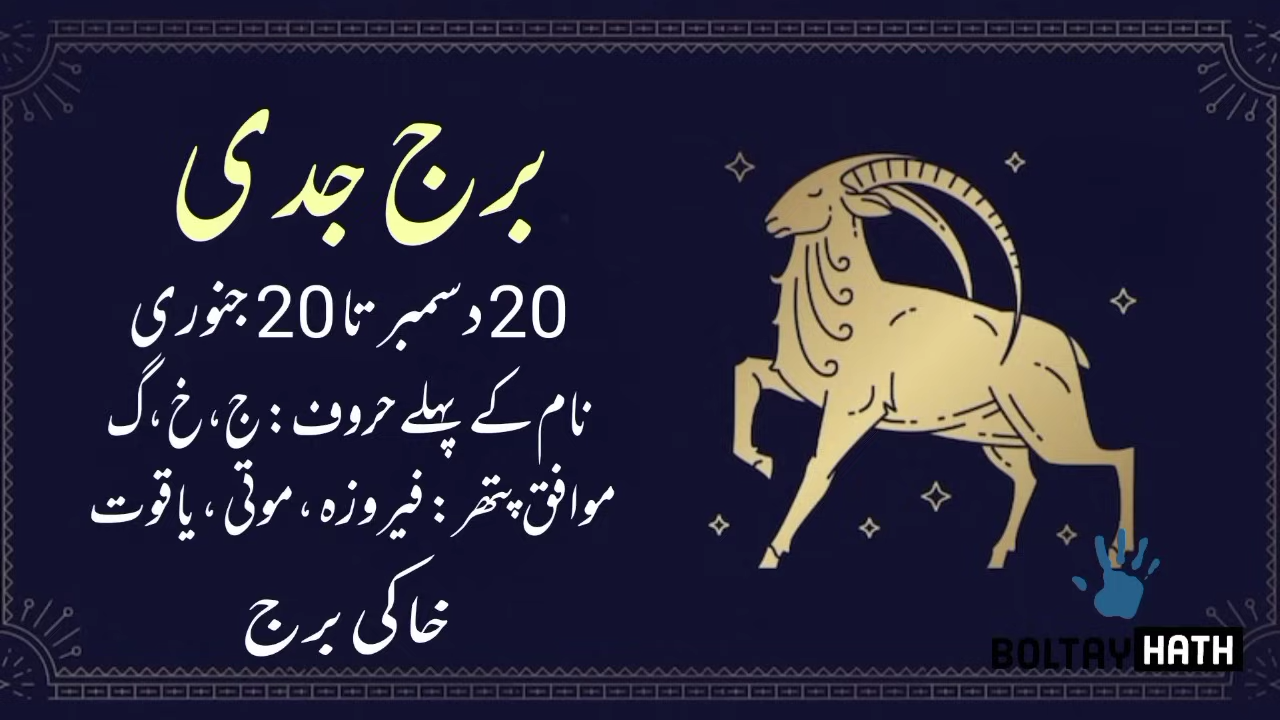 برج جدی
20 دسمبر تا 20 جنوری
نام کے پہلے حروف : ج، خ، گ
موافق پتھر : فیروزہ ، موتی ، یاقوت
خاکی برج
BOLTAY HATH